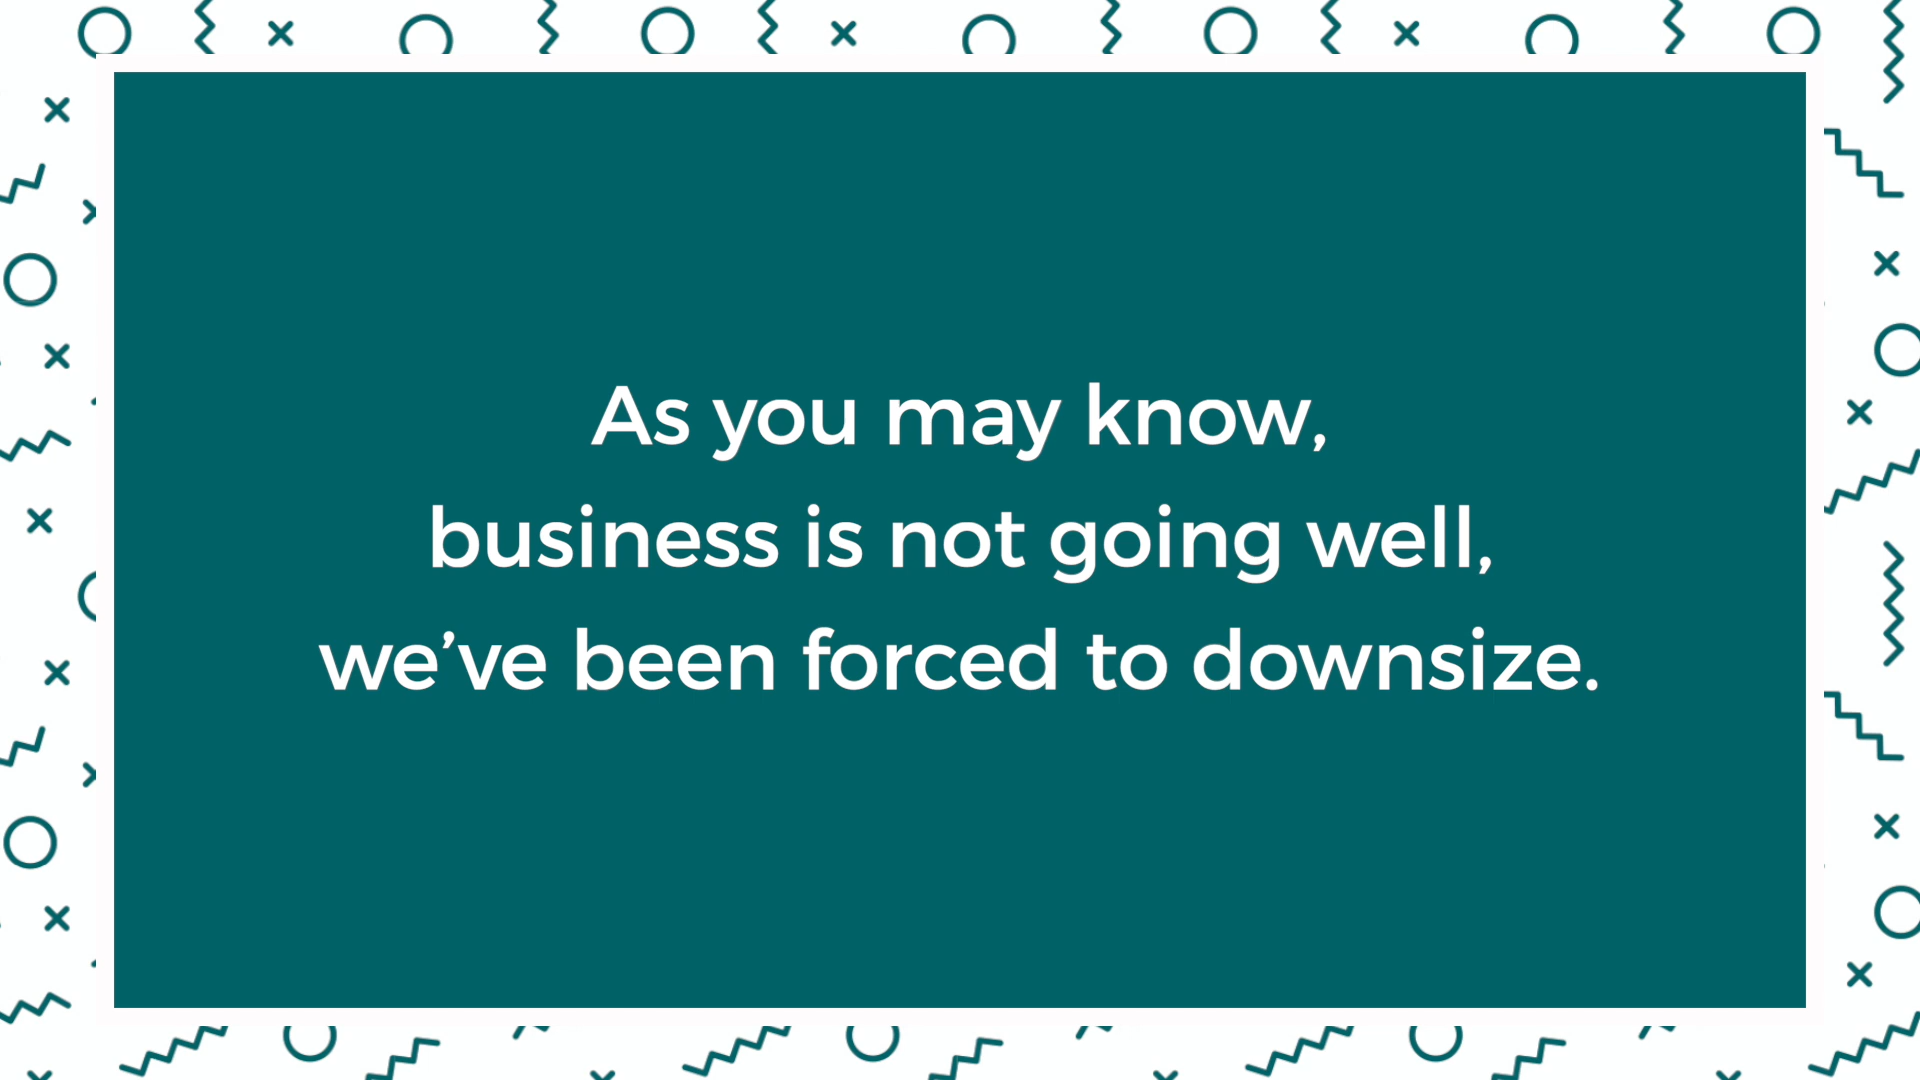 As you may know,
business is not going well,
we’ve been forced to downsize.